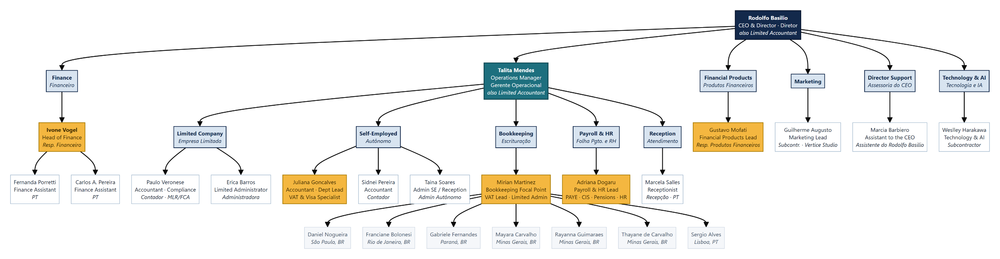 Rodolfo Basilio
CEO & Director · Diretor
also Limited Accountant
Finance
Financeiro
Talita Mendes
Operations Manager
Gerente Operacional
also Limited Accountant
Financial Products
Produtos Financeiros
Marketing
Director Support
Assessoria do CEO
Technology & AI
Tecnologia e IA
Ivone Vogel
Head of Finance
Resp. Financeiro
Limited Company
Empresa Limitada
Self-Employed
Autônomo
Bookkeeping
Escrituração
Payroll & HR
Folha Pgto. e RH
Reception
Atendimento
Gustavo Mofati
Financial Products Lead
Resp. Produtos Financeiros
Guilherme Augusto
Marketing Lead
Subcontr. · Vertice Studio
Marcia Barbiero
Assistant to the CEO
Assistente do Rodolfo Basilio
Weslley Harakawa
Technology & AI
Subcontractor
Fernanda Porretti
Finance Assistant
PT
Carlos A. Pereira
Finance Assistant
PT
Paulo Veronese
Accountant · Compliance
Contador · MLR/FCA
Erica Barros
Limited Administrator
Administradora
Juliana Goncalves
Accountant · Dept Lead
VAT & Visa Specialist
Sidnei Pereira
Accountant
Contador
Taina Soares
Admin SE / Reception
Admin Autônomo
Mirian Martinez
Bookkeeping Focal Point
VAT Lead · Limited Admin
Adriana Dogaru
Payroll & HR Lead
PAYE · CIS · Pensions · HR
Marcela Salles
Receptionist
Recepção · PT
Daniel Nogueira
São Paulo, BR
Franciane Bolonesi
Rio de Janeiro, BR
Gabriele Fernandes
Paraná, BR
Mayara Carvalho
Minas Gerais, BR
Rayanna Guimaraes
Minas Gerais, BR
Thayane de Carvalho
Minas Gerais, BR
Sergio Alves
Lisboa, PT